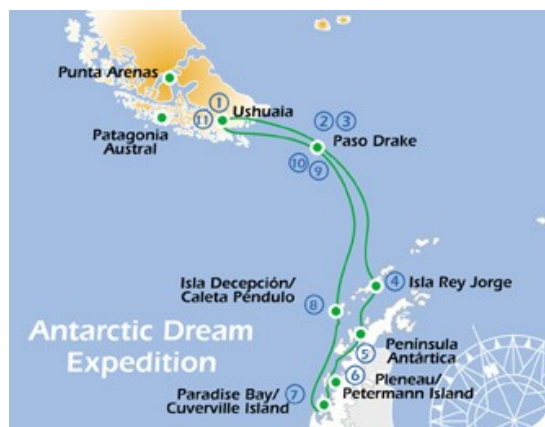 Punta Arenas
①
Ushuaia
⑪
② ③
Paso Drake
Patagonia
Austral
⑩ ⑨
④ Isla Rey Jorge
Isla Decepción/
Caleta Péndulo
⑧
Antarctic Dream
Expedition
Península
Antártica
⑤
⑥ Pleneau/
Petermann Island
Paradise Bay/
Cuverville Island
⑦